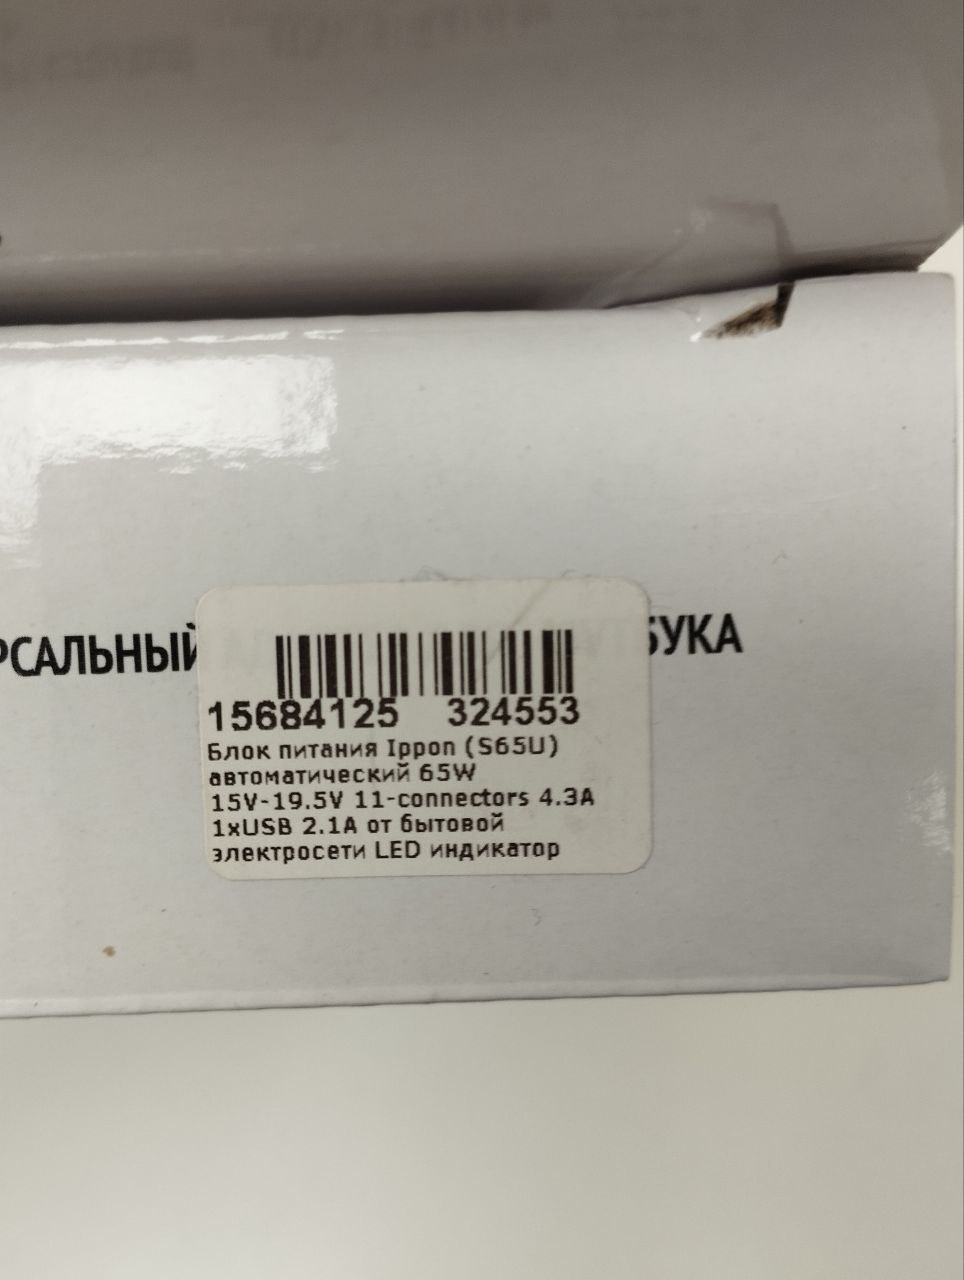 РСАЛЬНЫЙ БУКА
15684125 324553
Блок питания Ippon (S65U)
автоматический 65W
15V-19.5V 11-connectors 4.3A
1xUSB 2.1A от бытовой
электросети LED индикатор